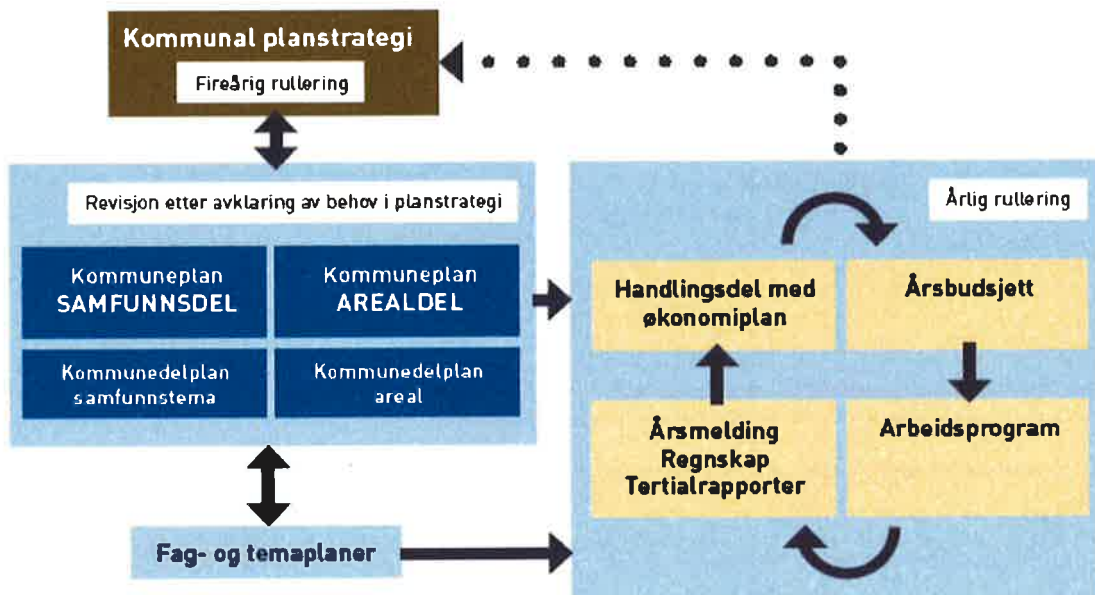 Kommunal planstrategi
Fireårig rullering
Revisjon etter avklaring av behov i planstrategi
Kommuneplan
SAMFUNNSDEL
Kommuneplan
AREALDEL
Kommunedelplan
samfunnstema
Kommunedelplan
areal
Fag- og temaplaner
Årlig rullering
Handlingsdel med
økonomiplan
Årsbudsjett
Årsmelding
Regnskap
Tertialrapporter
Arbeidsprogram